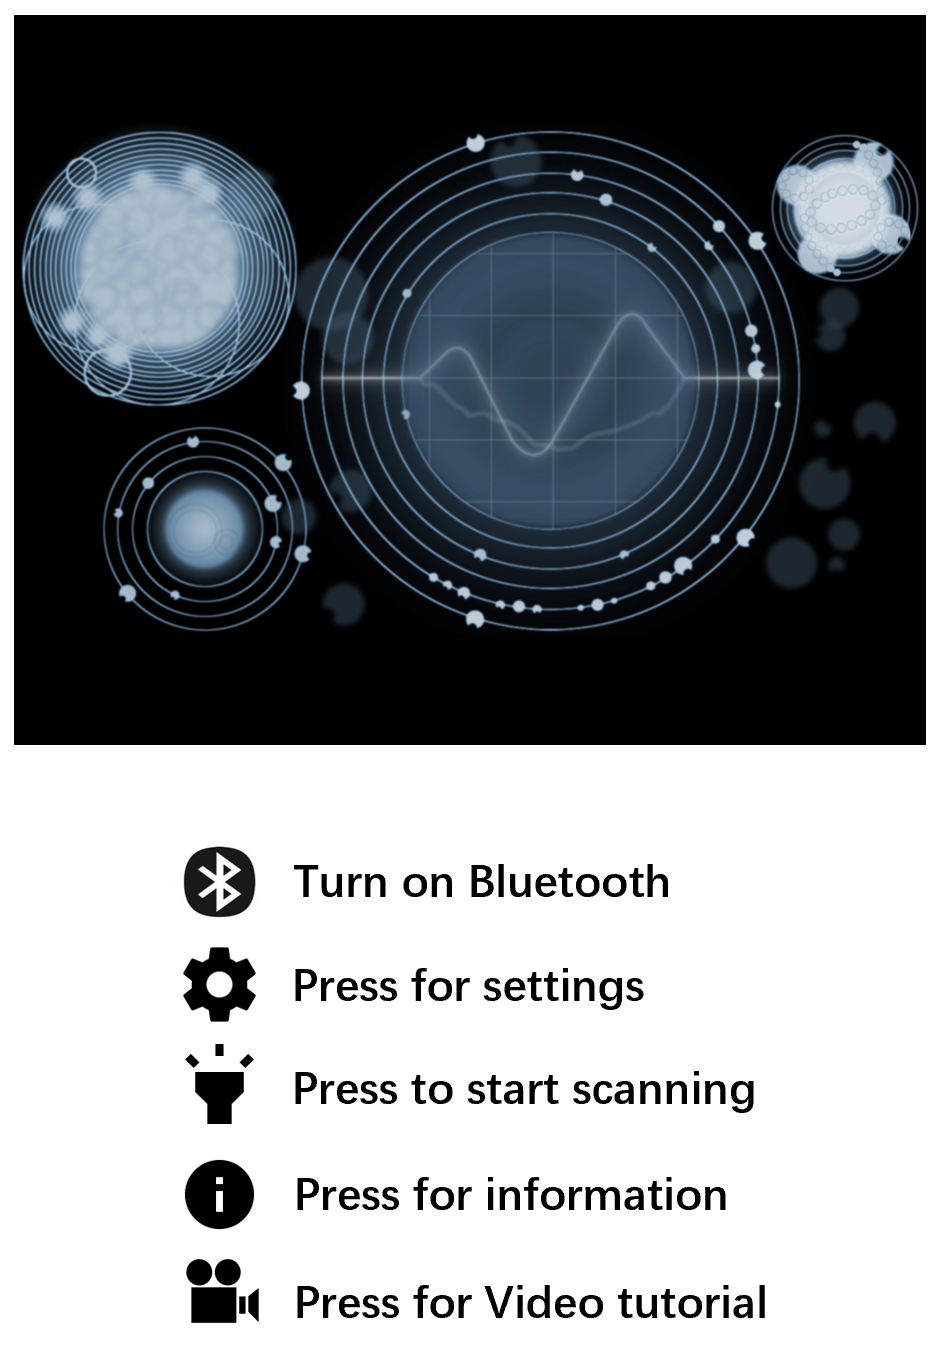 Turn on Bluetooth
Press for settings
Press to start scanning
Press for information
Press for Video tutorial